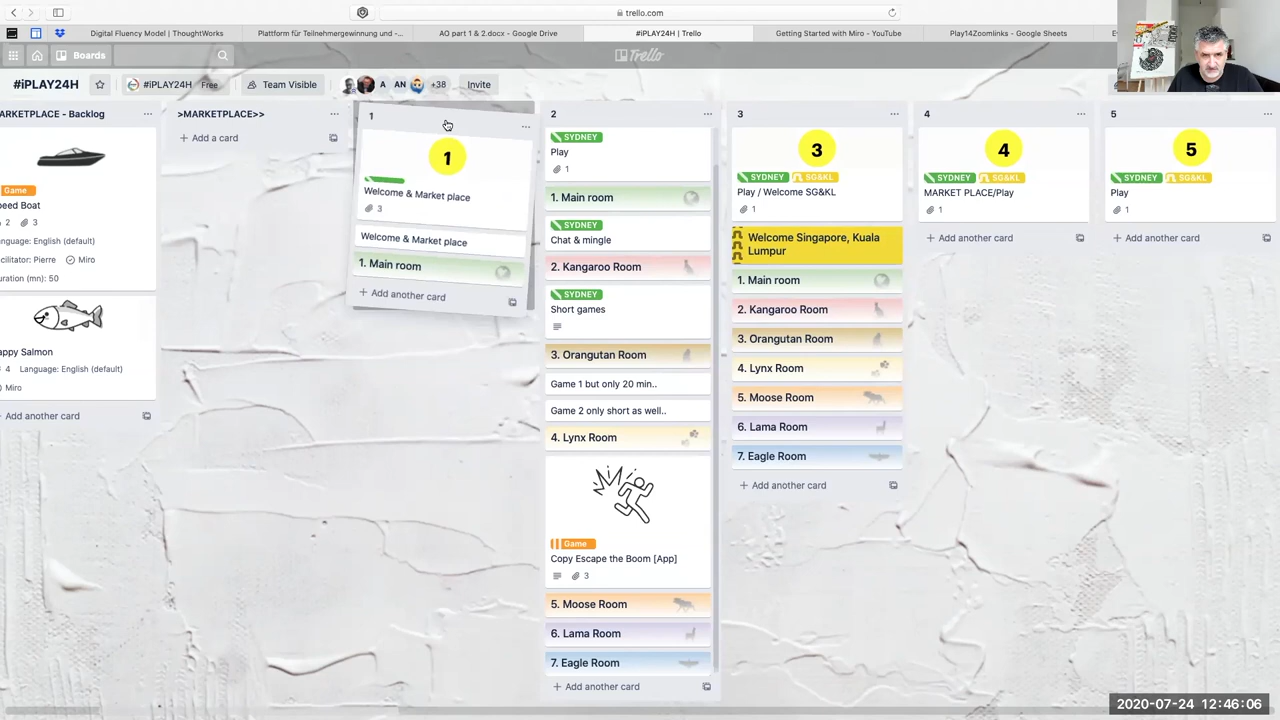 trello.com
Digital Fluency Model | ThoughtWorks
Plattform für Teilnehmergewinnung und -...
AO part 1 & 2.docx - Google Drive
#iPLAY24H | Trello
Getting Started with Miro - YouTube
Play14Zoomlinks - Google Sheets
Boards
Trello
#iPLAY24H
#iPLAY24H Free
Team Visible
A
AN
+38
Invite
ARKETPLACE - Backlog
Game
peed Boat
2
3
nguage: English (default)
cilitator: Pierre
Miro
uration (mn): 50
appy Salmon
4 Language: English (default)
Miro
Add another card
>MARKETPLACE>>
+ Add a card
1
1
Welcome & Market place
3
Welcome & Market place
1. Main room
+ Add another card
2
SYDNEY
Play
1
1. Main room
SYDNEY
Chat & mingle
2. Kangaroo Room
SYDNEY
Short games
3. Orangutan Room
Game 1 but only 20 min..
Game 2 only short as well..
4. Lynx Room
Game
Copy Escape the Boom [App]
3
5. Moose Room
6. Lama Room
7. Eagle Room
+ Add another card
3
3
SYDNEY SG&KL
Play / Welcome SG&KL
1
Welcome Singapore, Kuala
Lumpur
1. Main room
2. Kangaroo Room
3. Orangutan Room
4. Lynx Room
5. Moose Room
6. Lama Room
7. Eagle Room
+ Add another card
4
4
SYDNEY SG&KL
MARKET PLACE/Play
1
+ Add another card
5
5
SYDNEY SG&KL
Play
1
+ Add another card
2020-07-24 12:46:06